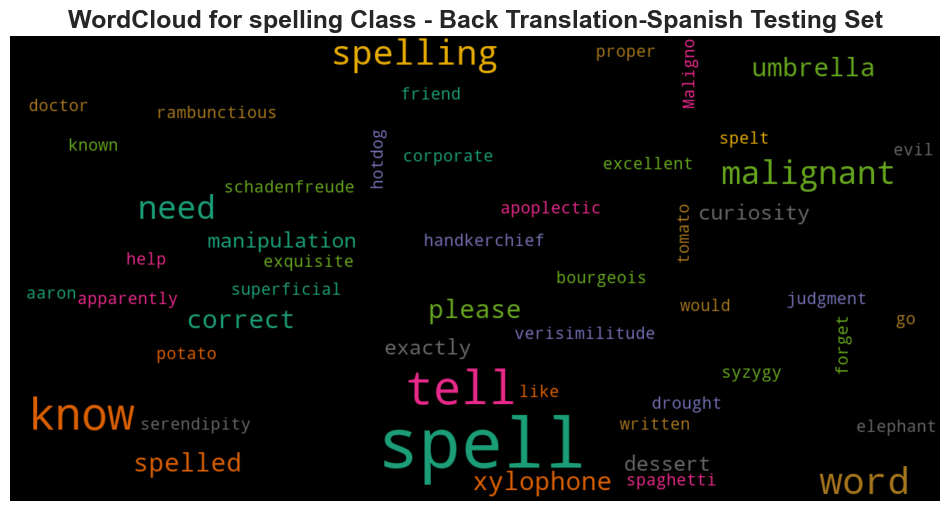 WordCloud for spelling Class - Back Translation-Spanish Testing Set
spelling
proper
Maligno
umbrella
doctor
rambunctious
friend
known
hotdog
corporate
spelt
evil
excellent
malignant
schadenfreude
need
apoplectic
tomato
curiosity
manipulation
handkerchief
help
exquisite
bourgeois
aaron
apparently
superficial
please
would
judgment
correct
verisimilitude
forget
go
potato
exactly
syzygy
tell
like
know
serendipity
drought
written
elephant
spell
spelled
dessert
xylophone
spaghetti
word